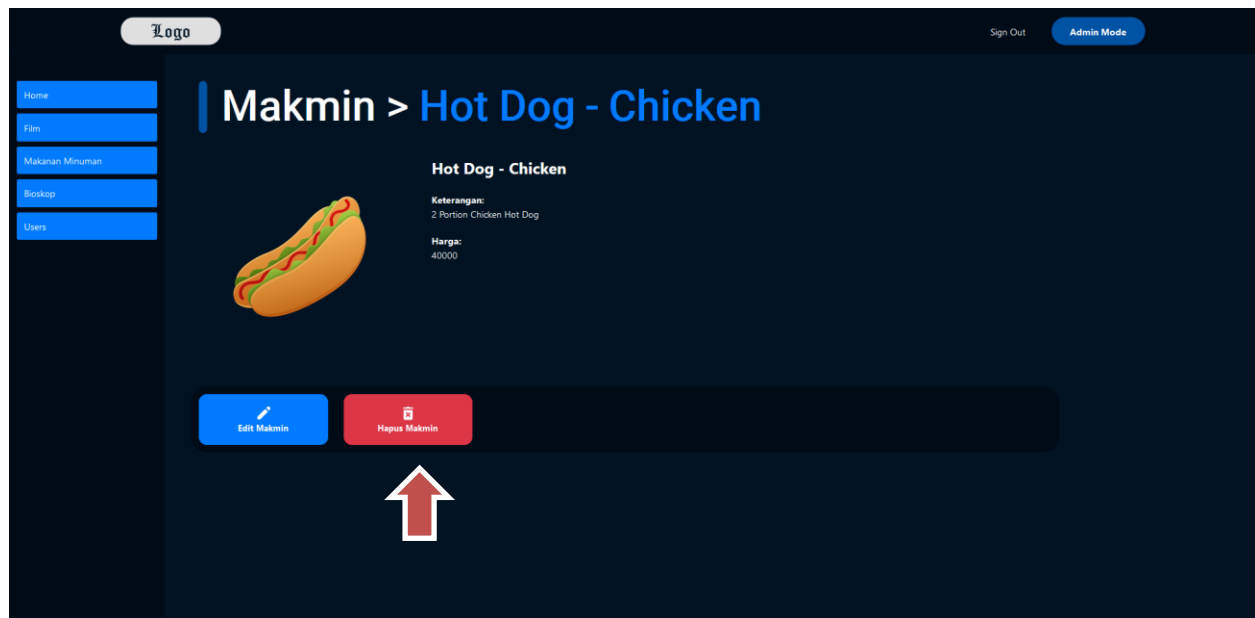 Logo
Sign Out
Admin Mode
Home
Film
Makanan Minuman
Bioskop
Users
Makmin > Hot Dog - Chicken
Hot Dog - Chicken
Keterangan:
2 Portion Chicken Hot Dog
Harga:
40000
Edit Makmin
Hapus Makmin